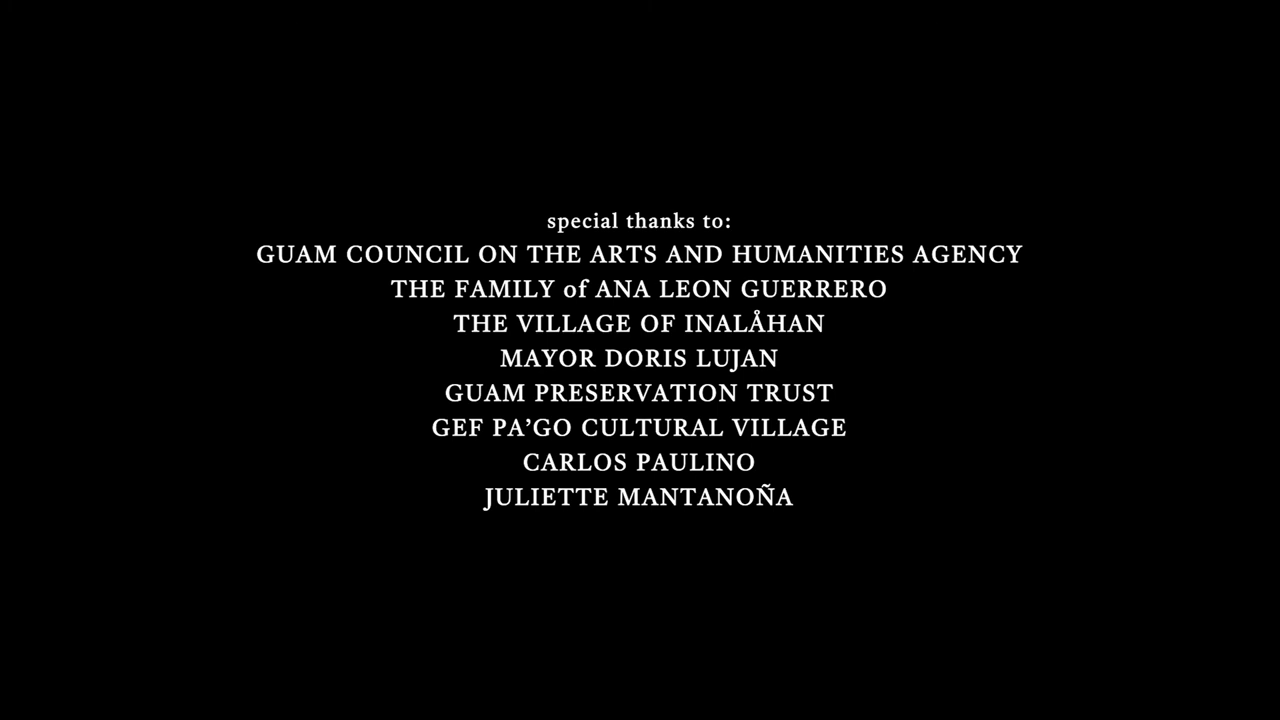 special thanks to:
GUAM COUNCIL ON THE ARTS AND HUMANITIES AGENCY
THE FAMILY of ANA LEON GUERRERO
THE VILLAGE OF INALÅHAN
MAYOR DORIS LUJAN
GUAM PRESERVATION TRUST
GEF PA’GO CULTURAL VILLAGE
CARLOS PAULINO
JULIETTE MANTANOÑA